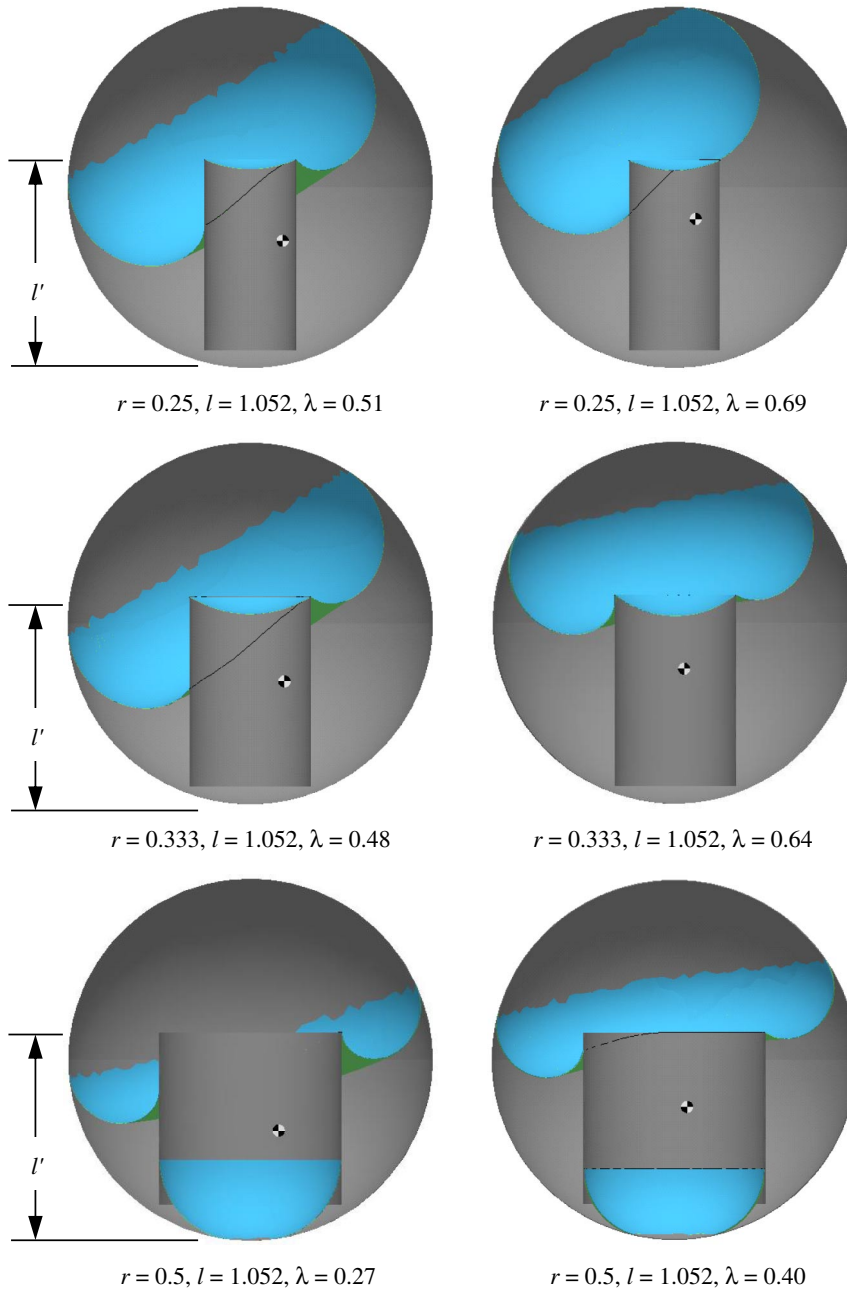 l'
r = 0.25, l = 1.052, λ = 0.51
r = 0.25, l = 1.052, λ = 0.69
l'
r = 0.333, l = 1.052, λ = 0.48
r = 0.333, l = 1.052, λ = 0.64
l'
r = 0.5, l = 1.052, λ = 0.27
r = 0.5, l = 1.052, λ = 0.40